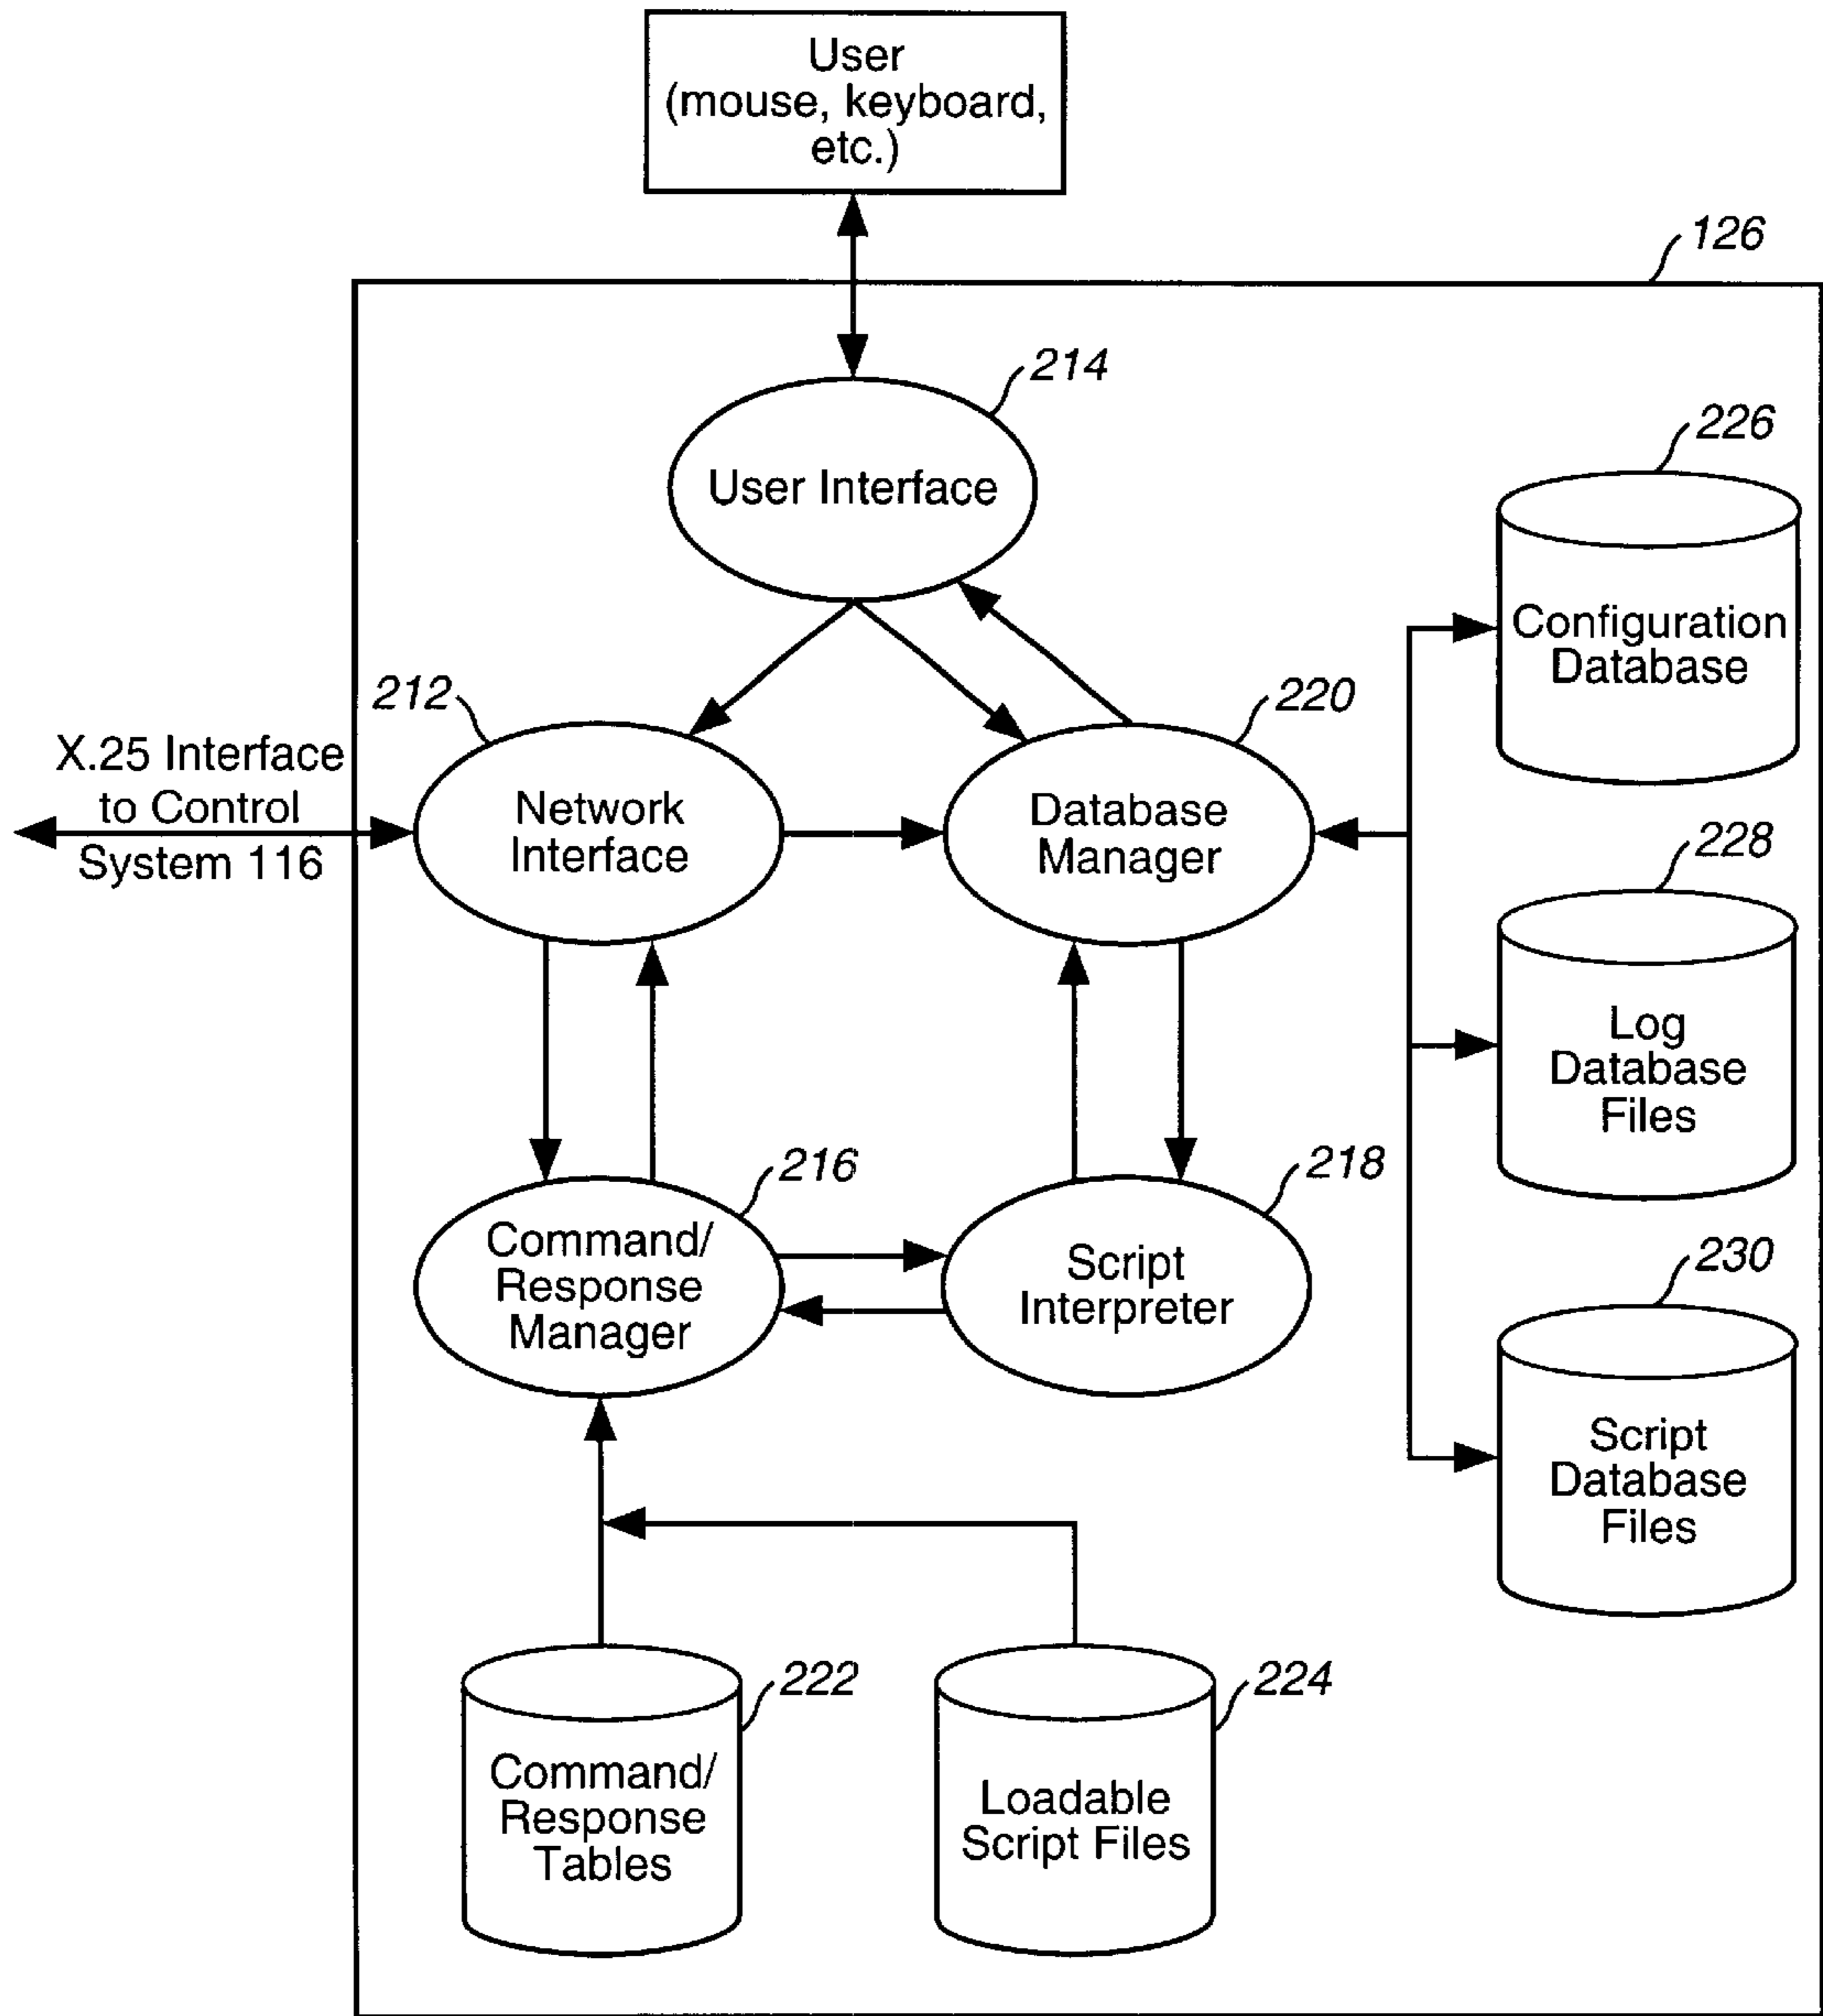 User
(mouse, keyboard,
etc.)
126
214
User Interface
226
Configuration
Database
212
220
X.25 Interface
to Control
System 116
Network
Interface
Database
Manager
228
Log
Database
Files
216
218
Command/
Response
Manager
Script
Interpreter
230
Script
Database
Files
222
224
Command/
Response
Tables
Loadable
Script Files